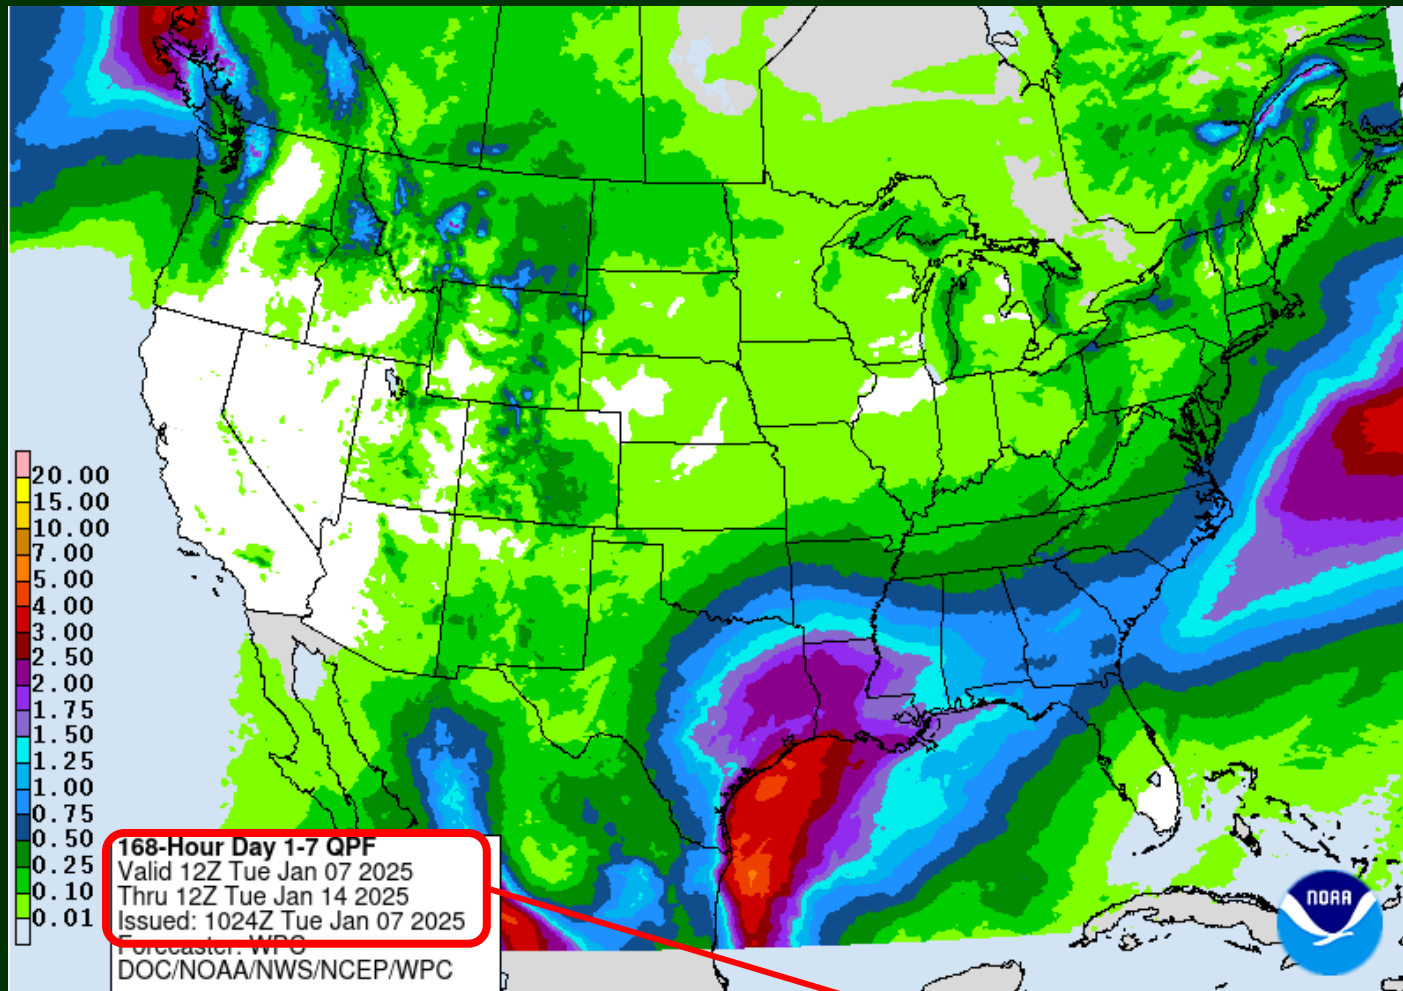 20.00
15.00
10.00
7.00
5.00
4.00
3.00
2.50
2.00
1.75
1.50
1.25
1.00
0.75
0.50
0.25
0.10
0.01
168-Hour Day 1-7 QPF
Valid 12Z Tue Jan 07 2025
Thru 12Z Tue Jan 14 2025
Issued: 1024Z Tue Jan 07 2025
Forecaster: WPC
DOC/NOAA/NWS/NCEP/WPC
NOAA